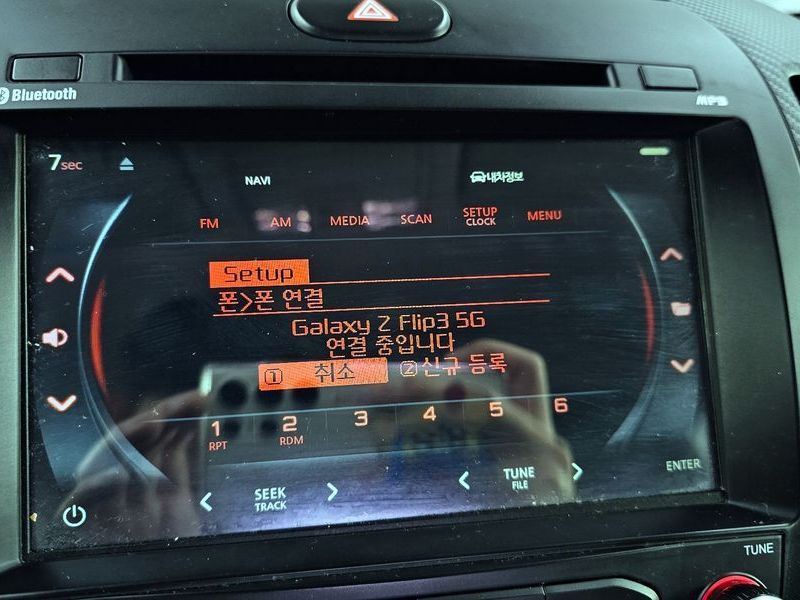 Bluetooth
MP3
7sec
NAVI
내차정보
FM AM MEDIA SCAN SETUP CLOCK MENU
Setup
폰>폰 연결
Galaxy Z Flip3 5G
연결 중입니다
1 취소 2 신규 등록
1 2 3 4 5 6
RPT RDM
SEEK TRACK
TUNE FILE
ENTER
TUNE